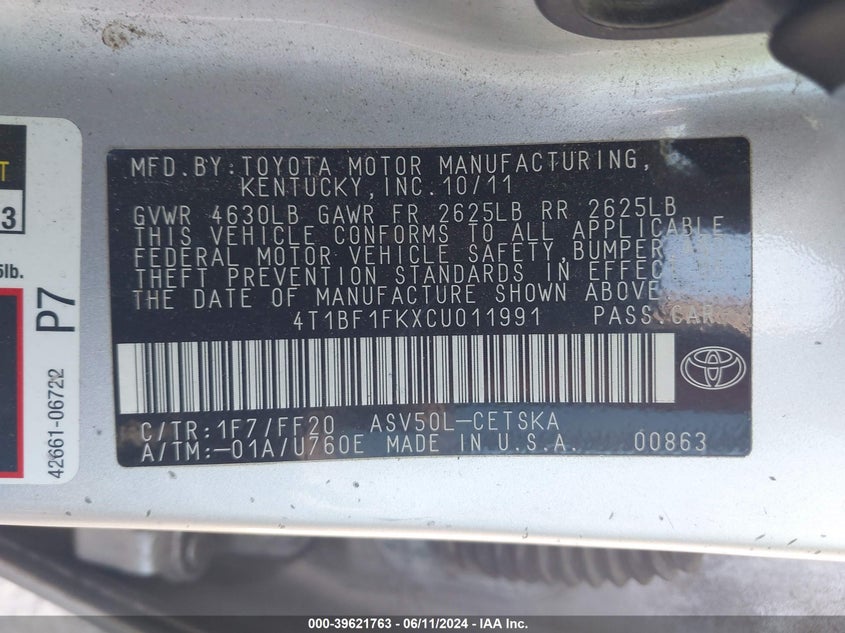 T
3
5lb.
P7
42661-06722
MFD.BY:TOYOTA MOTOR MANUFACTURING,
KENTUCKY,INC.10/11
GVWR 4630LB GAWR FR 2625LB RR 2625LB
THIS VEHICLE CONFORMS TO ALL APPLICABLE
FEDERAL MOTOR VEHICLE SAFETY,BUMPER,
THEFT PREVENTION STANDARDS IN EFFECT
THE DATE OF MANUFACTURE SHOWN ABOVE.
4T1BF1FKXCU011991 PASS.CAR
C/TR:1F7/FF20 ASV50L-CETSKA
A/TM:-01A/U760E MADE IN U.S.A. 00863
000-39621763 - 06/11/2024 - IAA Inc.